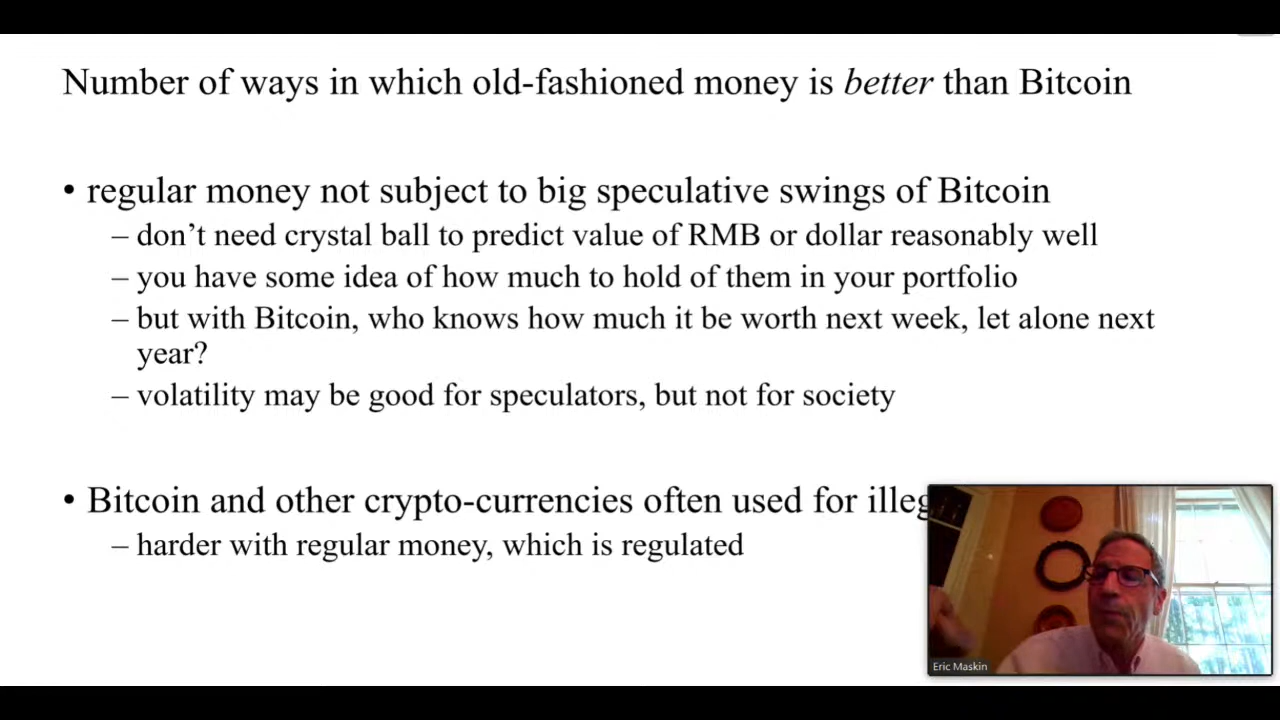 Number of ways in which old-fashioned money is better than Bitcoin
• regular money not subject to big speculative swings of Bitcoin
– don’t need crystal ball to predict value of RMB or dollar reasonably well
– you have some idea of how much to hold of them in your portfolio
– but with Bitcoin, who knows how much it be worth next week, let alone next
year?
– volatility may be good for speculators, but not for society
• Bitcoin and other crypto-currencies often used for
– harder with regular money, which is regulated
Eric Maskin